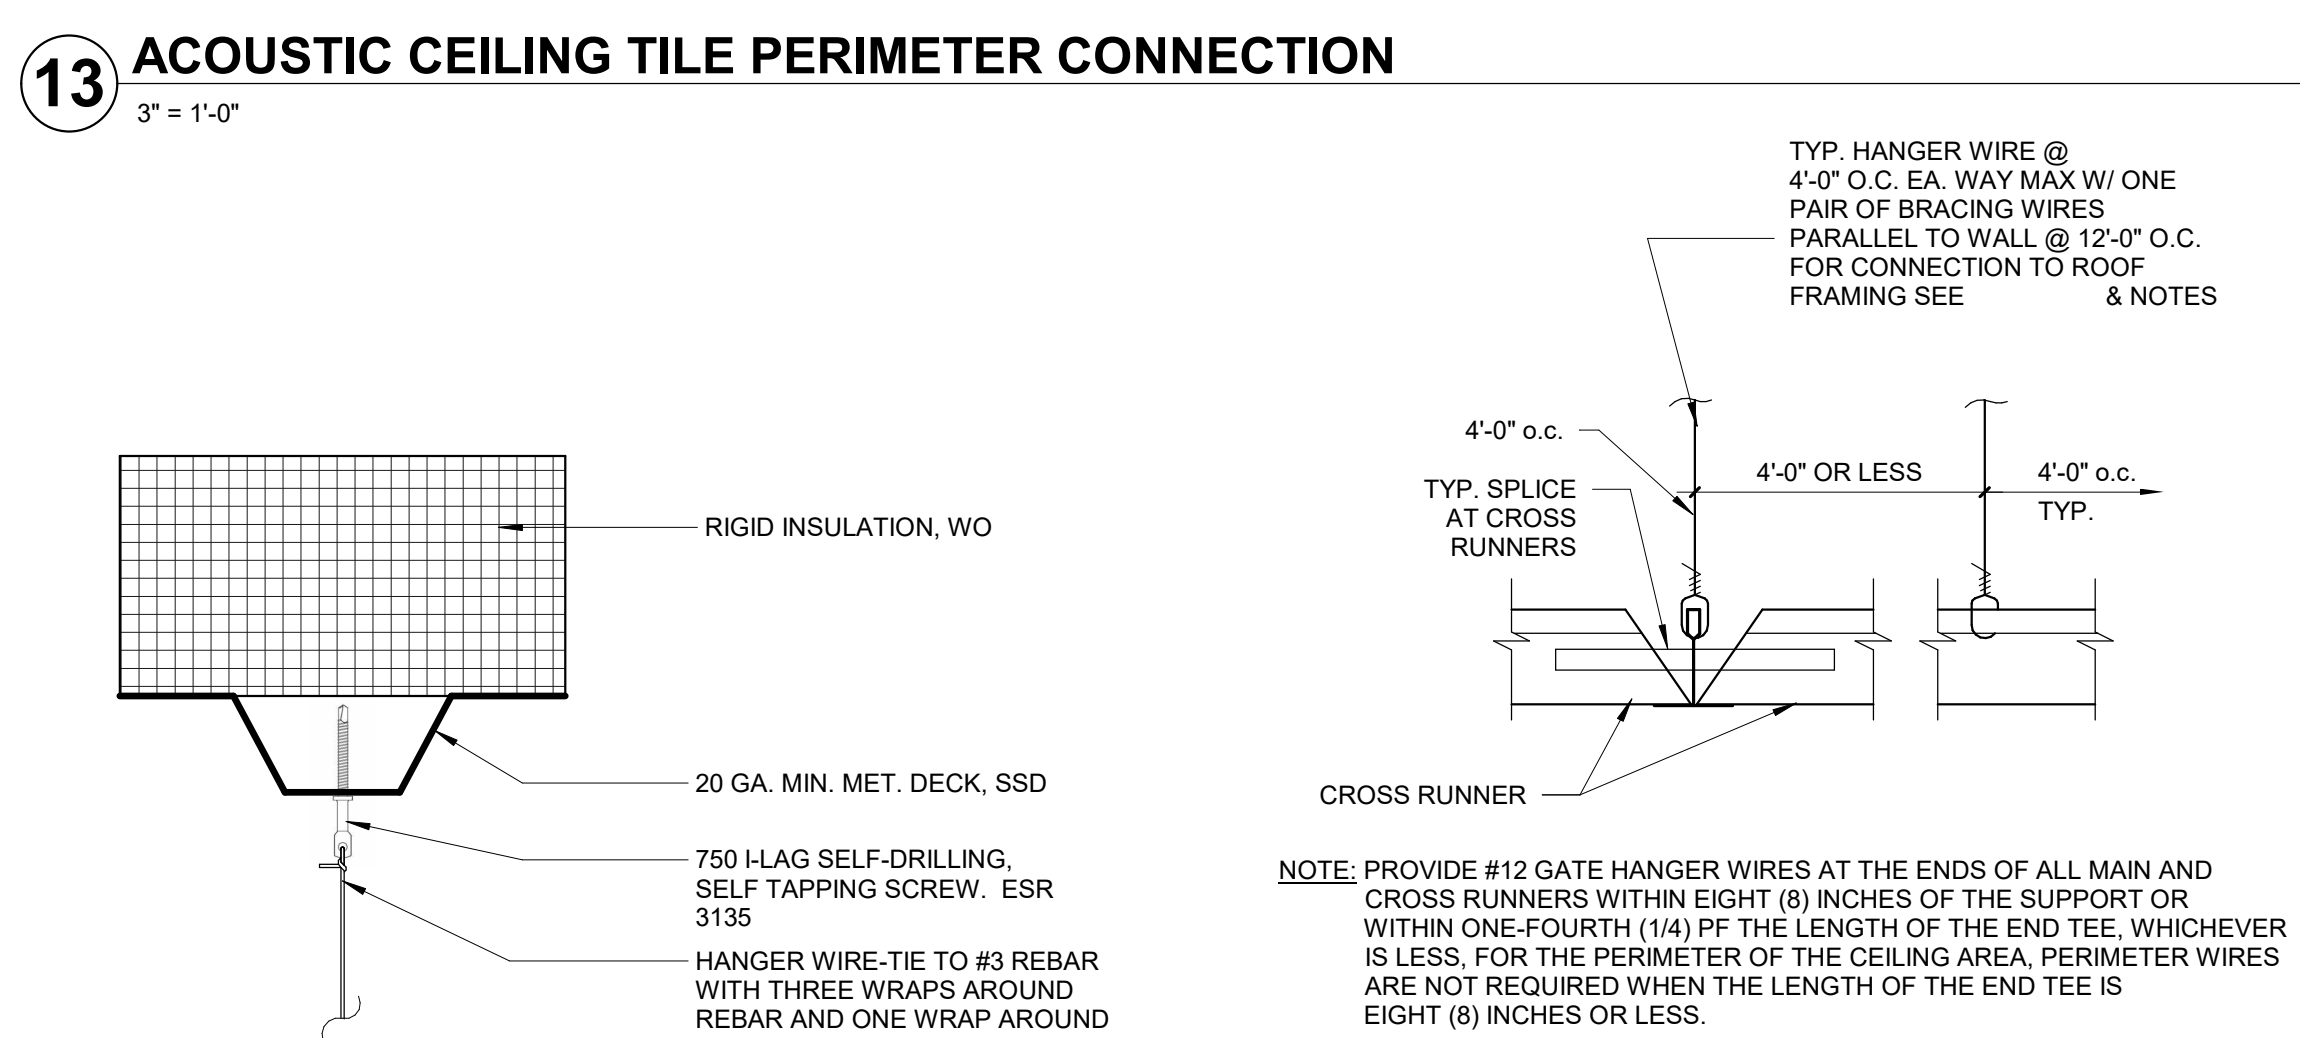 13
ACOUSTIC CEILING TILE PERIMETER CONNECTION
3" = 1'-0"
RIGID INSULATION, WO
20 GA. MIN. MET. DECK, SSD
750 I-LAG SELF-DRILLING,
SELF TAPPING SCREW. ESR
3135
HANGER WIRE-TIE TO #3 REBAR
WITH THREE WRAPS AROUND
REBAR AND ONE WRAP AROUND
TYP. HANGER WIRE @
4'-0" O.C. EA. WAY MAX W/ ONE
PAIR OF BRACING WIRES
PARALLEL TO WALL @ 12'-0" O.C.
FOR CONNECTION TO ROOF
FRAMING SEE & NOTES
4'-0" o.c.
4'-0" OR LESS
4'-0" o.c.
TYP.
TYP. SPLICE
AT CROSS
RUNNERS
CROSS RUNNER
NOTE: PROVIDE #12 GATE HANGER WIRES AT THE ENDS OF ALL MAIN AND
CROSS RUNNERS WITHIN EIGHT (8) INCHES OF THE SUPPORT OR
WITHIN ONE-FOURTH (1/4) PF THE LENGTH OF THE END TEE, WHICHEVER
IS LESS, FOR THE PERIMETER OF THE CEILING AREA, PERIMETER WIRES
ARE NOT REQUIRED WHEN THE LENGTH OF THE END TEE IS
EIGHT (8) INCHES OR LESS.